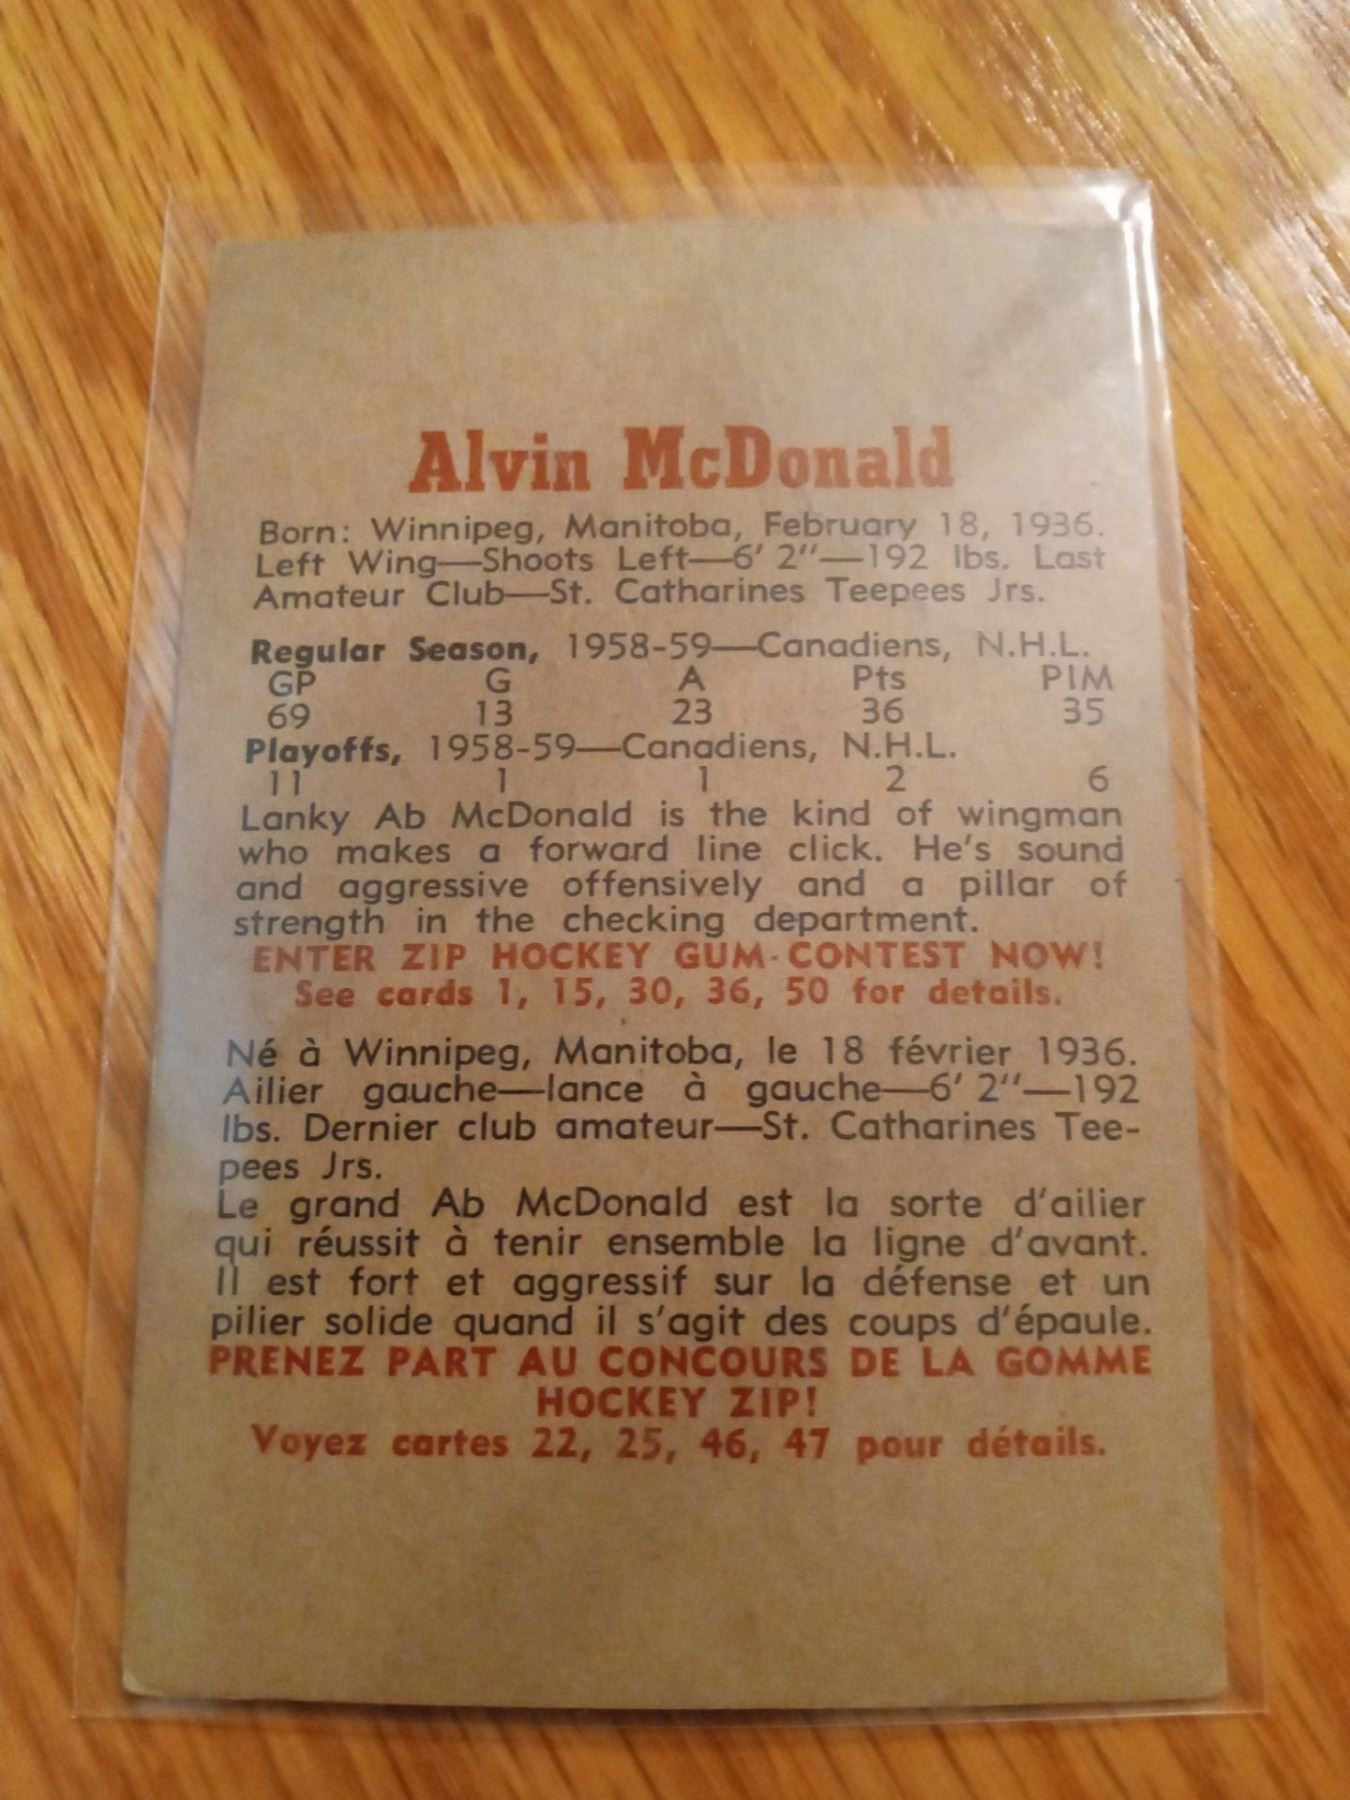 Alvin McDonald
Born: Winnipeg, Manitoba, February 18, 1936.
Left Wing—Shoots Left—6' 2"—192 lbs. Last
Amateur Club—St. Catharines Teepees Jrs.
Regular Season, 1958-59—Canadiens, N.H.L.
GP G A Pts PIM
69 13 23 36 35
Playoffs, 1958-59—Canadiens, N.H.L.
11 1 1 2 6
Lanky Ab McDonald is the kind of wingman
who makes a forward line click. He's sound
and aggressive offensively and a pillar of
strength in the checking department.
ENTER ZIP HOCKEY GUM-CONTEST NOW!
See cards 1, 15, 30, 36, 50 for details.
Né à Winnipeg, Manitoba, le 18 février 1936.
Ailier gauche—lance à gauche—6' 2"—192
lbs. Dernier club amateur—St. Catharines Tee-
pees Jrs.
Le grand Ab McDonald est la sorte d'ailier
qui réussit à tenir ensemble la ligne d'avant.
Il est fort et aggressif sur la défense et un
pilier solide quand il s'agit des coups d'épaule.
PRENEZ PART AU CONCOURS DE LA GOMME
HOCKEY ZIP!
Voyez cartes 22, 25, 46, 47 pour détails.